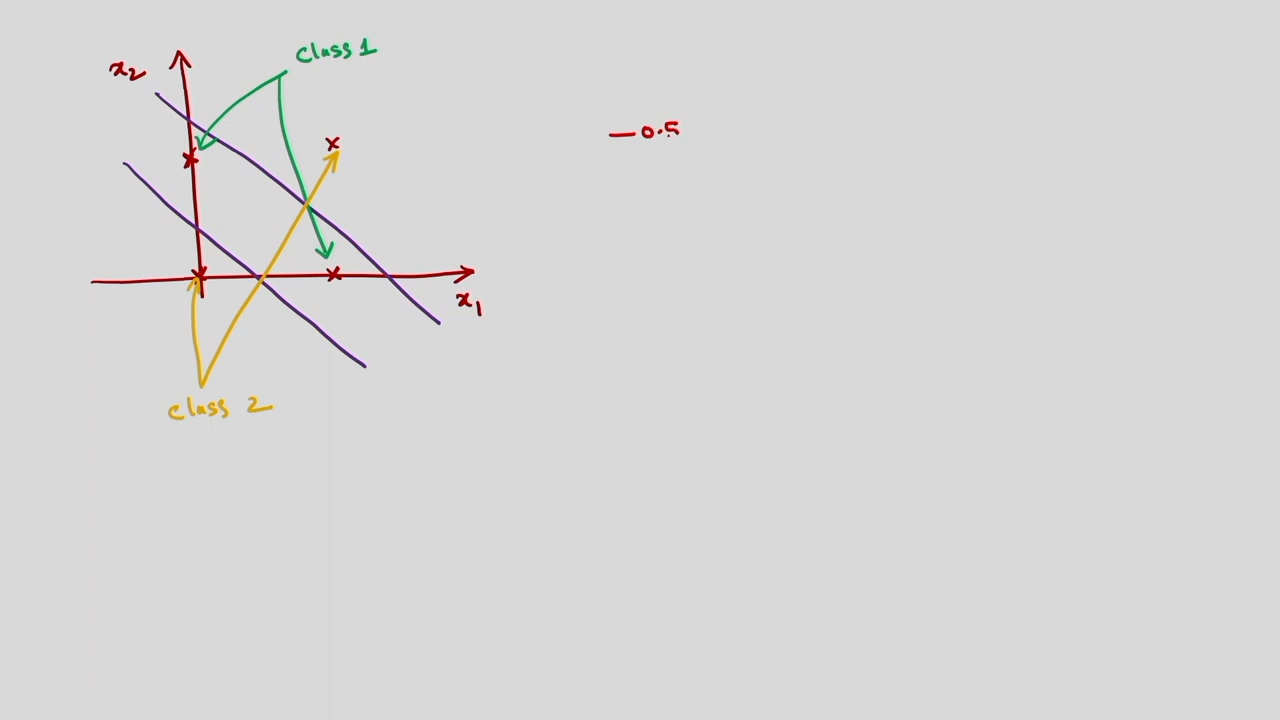 class 1
x₂
— 0.5
x₁
class 2